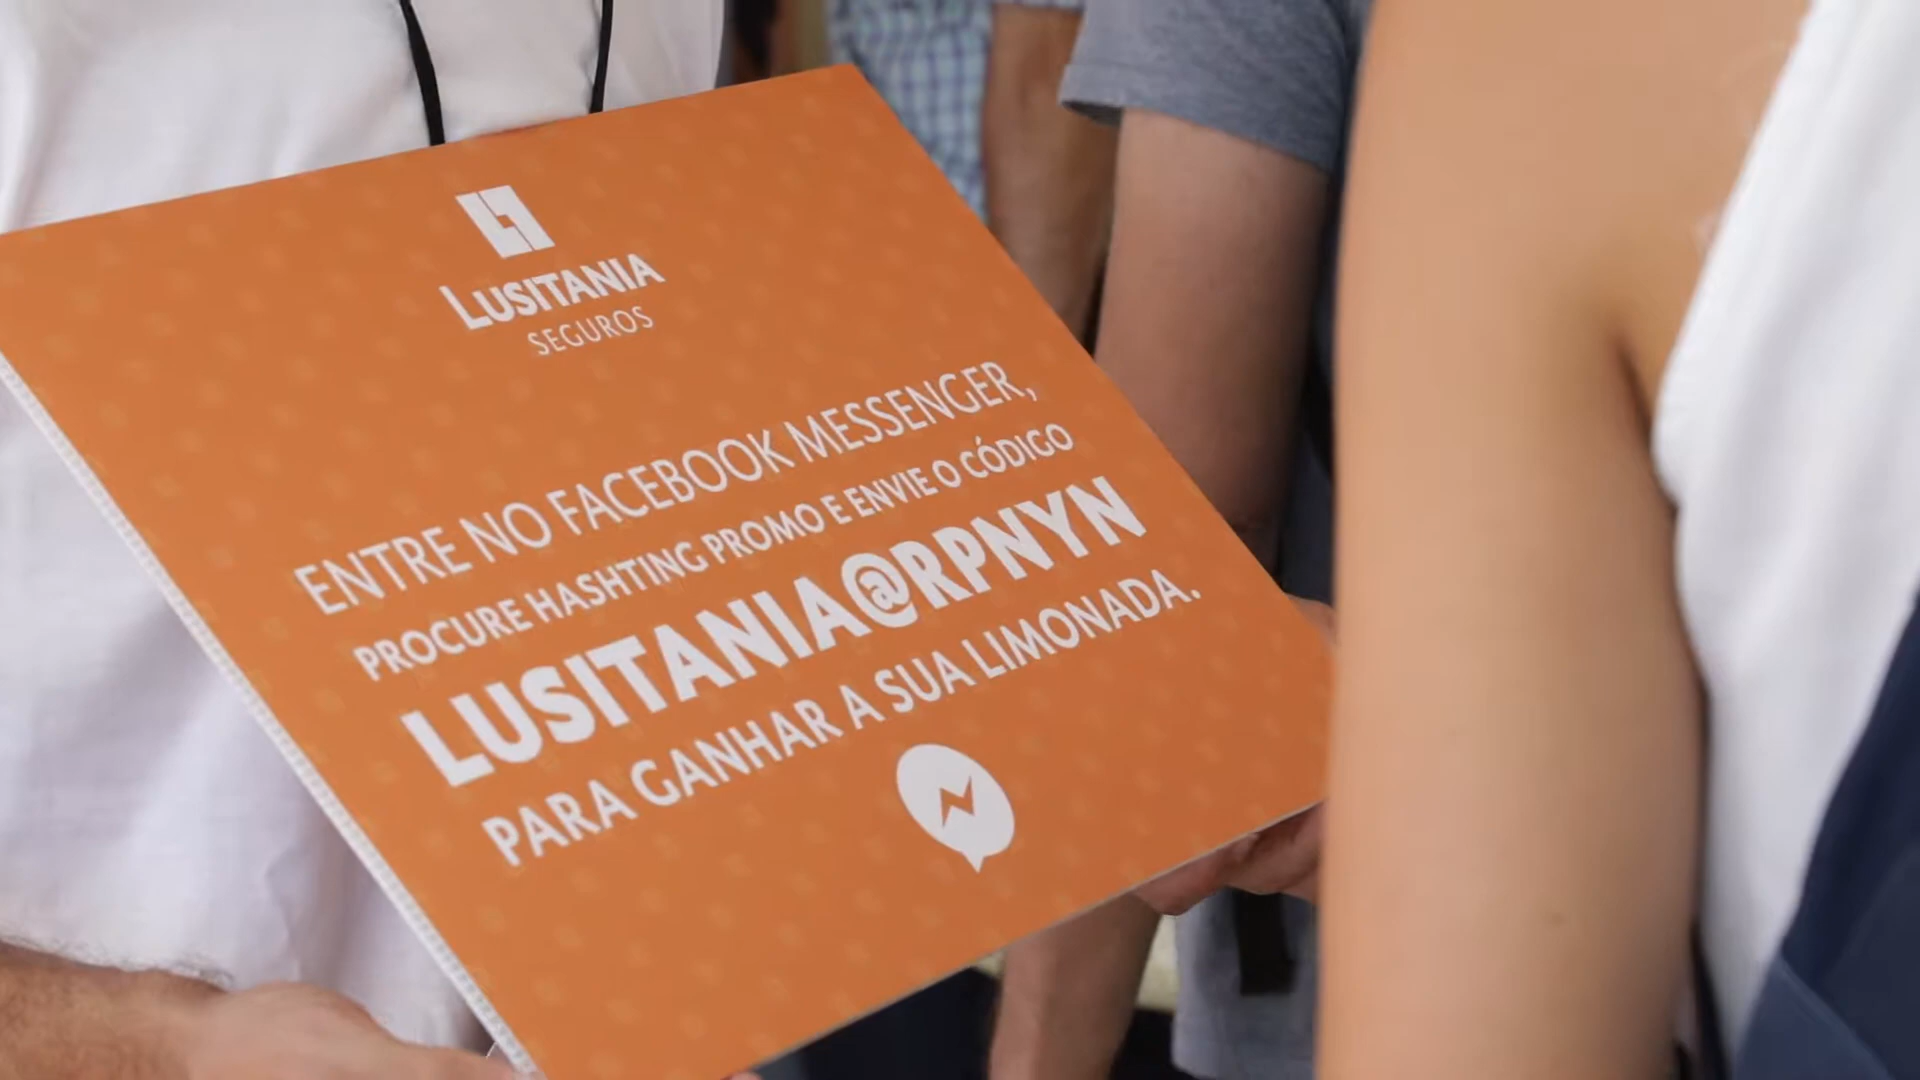 LUSITANIA
SEGUROS
ENTRE NO FACEBOOK MESSENGER,
PROCURE HASHTING PROMO E ENVIE O CÓDIGO
LUSITANIA@RPNYN
PARA GANHAR A SUA LIMONADA.